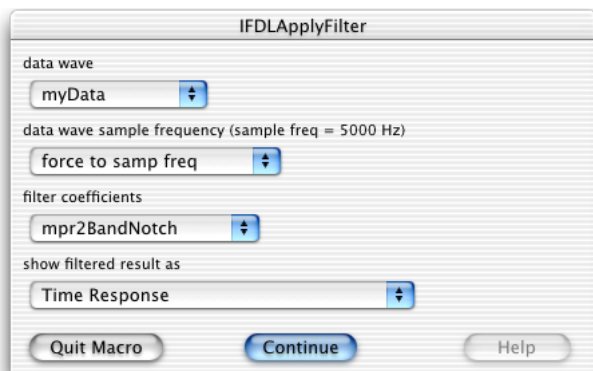 IFDLApplyFilter
data wave
myData
data wave sample frequency (sample freq = 5000 Hz)
force to samp freq
filter coefficients
mpr2BandNotch
show filtered result as
Time Response
Quit Macro Continue Help